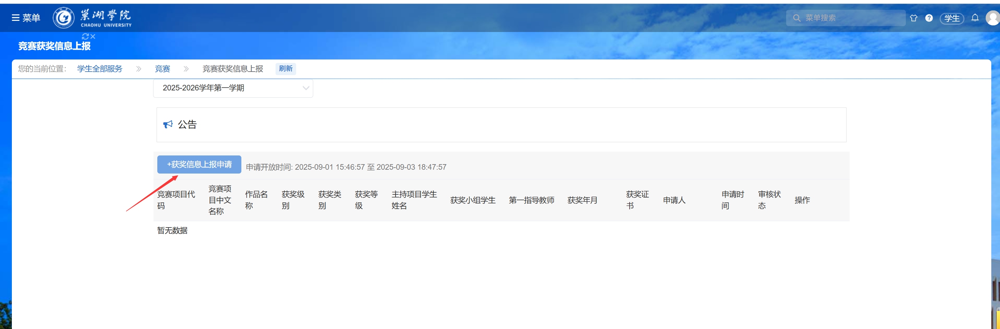 菜单
巢湖学院
CHAOHU UNIVERSITY
菜单搜索
学生
竞赛获奖信息上报
您的当前位置： 学生全部服务 竞赛 竞赛获奖信息上报 刷新
2025-2026学年第一学期
公告
+获奖信息上报申请
申请开放时间: 2025-09-01 15:46:57 至 2025-09-03 18:47:57
竞赛项目代
码
竞赛项
目中文
名称
作品名
称
获奖级
别
获奖类
别
获奖等
级
主持项目学生
姓名
获奖小组学生
第一指导教师
获奖年月
获奖证
书
申请人
申请时
间
审核状
态
操作
暂无数据